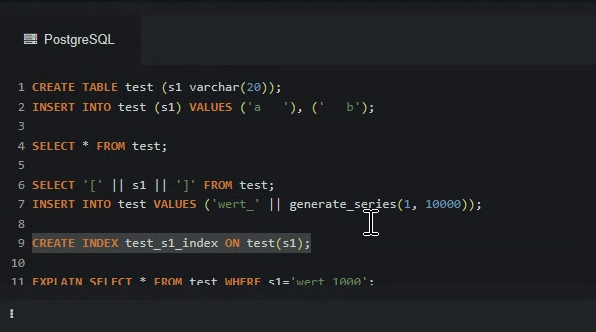 PostgreSQL
1 CREATE TABLE test (s1 varchar(20));
2 INSERT INTO test (s1) VALUES ('a   '), ('   b');
3
4 SELECT * FROM test;
5
6 SELECT '[' || s1 || ']' FROM test;
7 INSERT INTO test VALUES ('wert_' || generate_series(1, 10000));
8
9 CREATE INDEX test_s1_index ON test(s1);
10
11 EXPLAIN SELECT * FROM test WHERE s1='wert_1000';